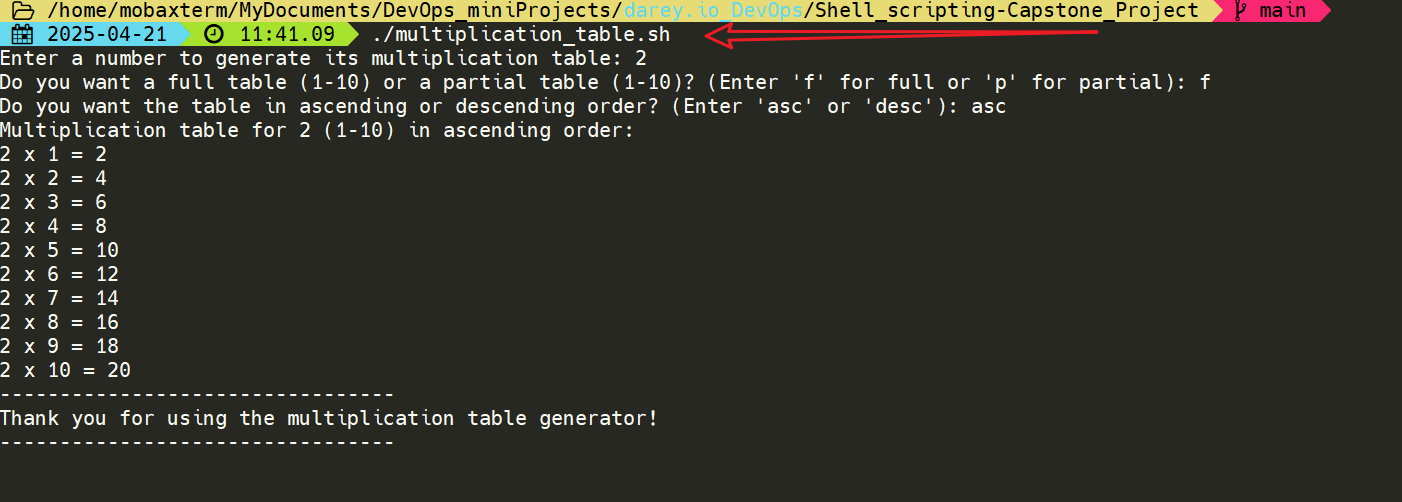 /home/mobaxterm/MyDocuments/DevOps_miniProjects/darey.io_DevOps/Shell_scripting-Capstone_Project main
2025-04-21 11:41.09 ./multiplication_table.sh
Enter a number to generate its multiplication table: 2
Do you want a full table (1-10) or a partial table (1-10)? (Enter 'f' for full or 'p' for partial): f
Do you want the table in ascending or descending order? (Enter 'asc' or 'desc'): asc
Multiplication table for 2 (1-10) in ascending order:
2 x 1 = 2
2 x 2 = 4
2 x 3 = 6
2 x 4 = 8
2 x 5 = 10
2 x 6 = 12
2 x 7 = 14
2 x 8 = 16
2 x 9 = 18
2 x 10 = 20
---------------------------------
Thank you for using the multiplication table generator!
---------------------------------